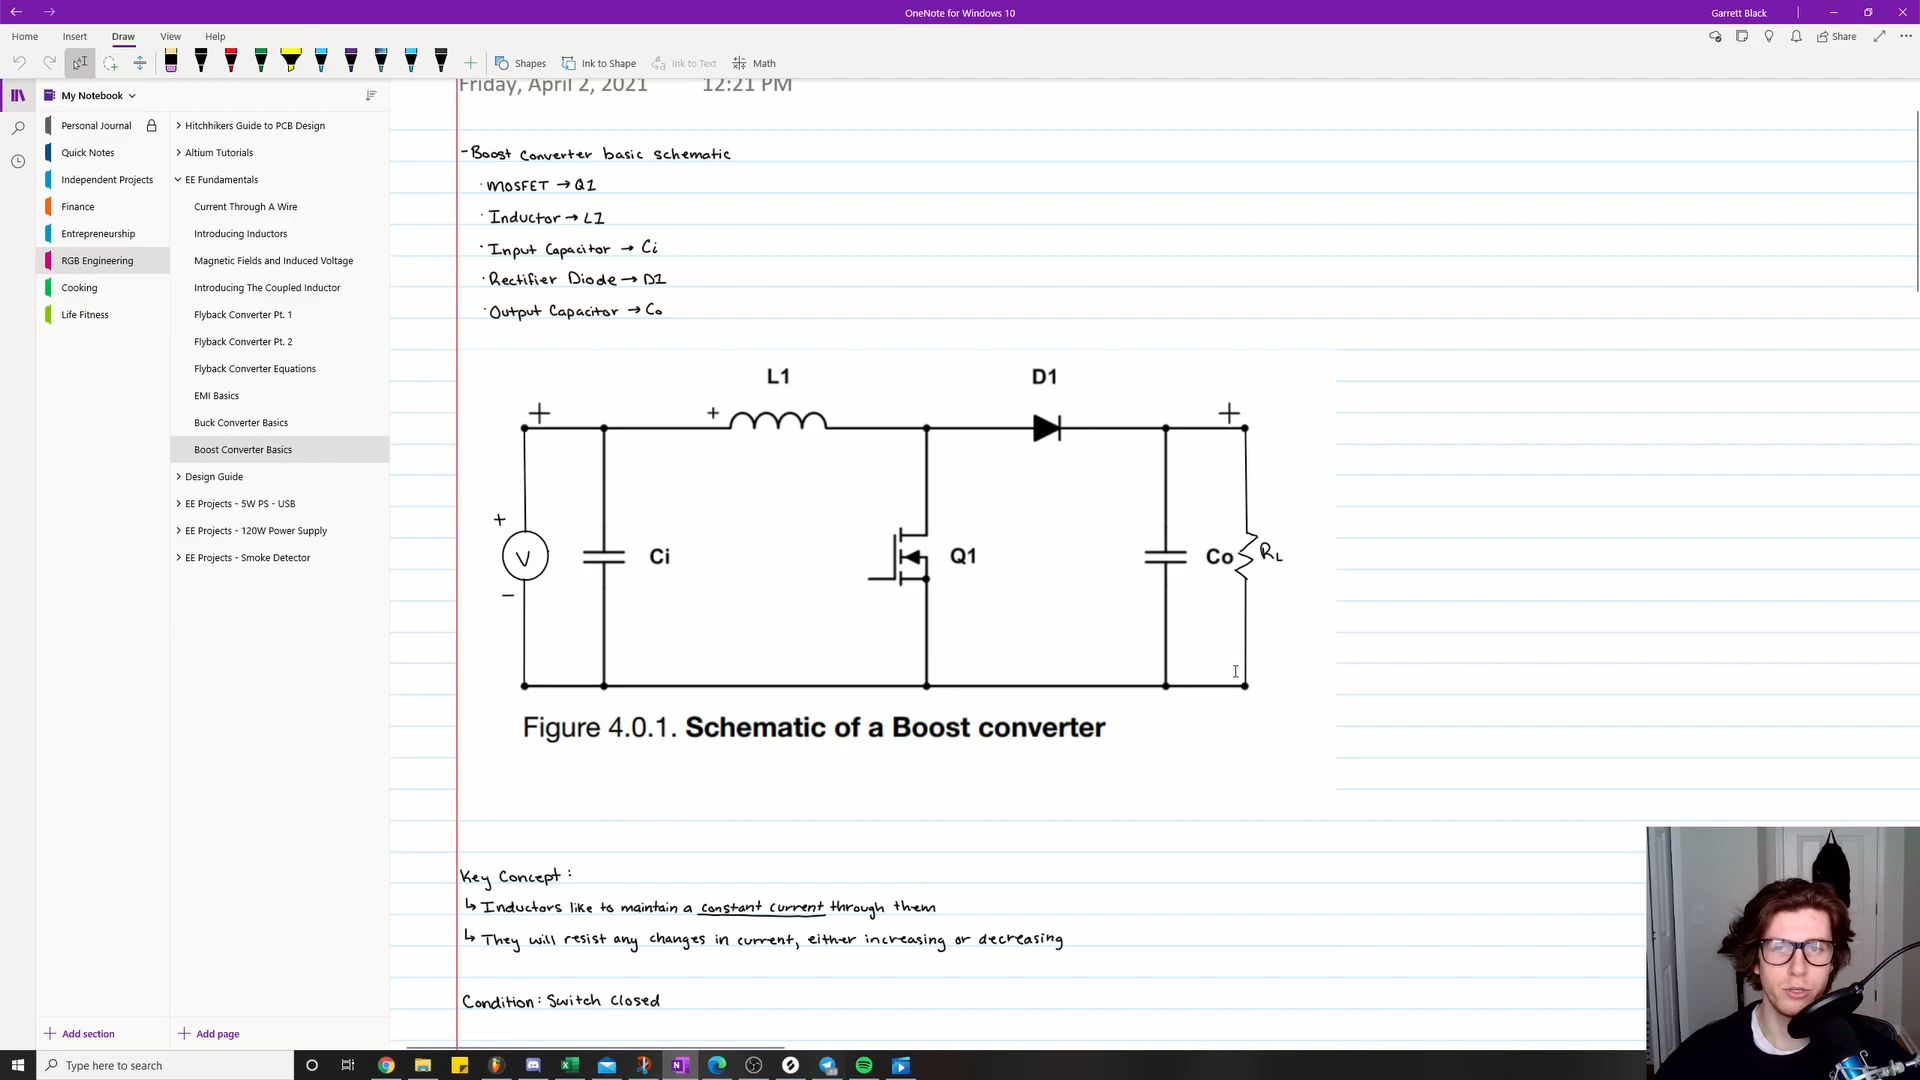 OneNote for Windows 10
Garrett Black
Home
Insert
Draw
View
Help
Share
Shapes
Ink to Shape
Ink to Text
Math
My Notebook
Personal Journal
Quick Notes
Independent Projects
Finance
Entrepreneurship
RGB Engineering
Cooking
Life Fitness
Hitchhikers Guide to PCB Design
Altium Tutorials
EE Fundamentals
Current Through A Wire
Introducing Inductors
Magnetic Fields and Induced Voltage
Introducing The Coupled Inductor
Flyback Converter Pt. 1
Flyback Converter Pt. 2
Flyback Converter Equations
EMI Basics
Buck Converter Basics
Boost Converter Basics
Design Guide
EE Projects - 5W PS - USB
EE Projects - 120W Power Supply
EE Projects - Smoke Detector
Add section
Add page
Friday, April 2, 2021 12:21 PM
- Boost Converter basic schematic
· MOSFET → Q1
· Inductor → L1
· Input Capacitor → Ci
· Rectifier Diode → D1
· Output Capacitor → Co
L1
D1
+
+
+
+
V
−
Ci
Q1
Co
RL
Figure 4.0.1. Schematic of a Boost converter
Key Concept:
↳ Inductors like to maintain a constant current through them
↳ They will resist any changes in current, either increasing or decreasing
Condition: Switch Closed
Type here to search